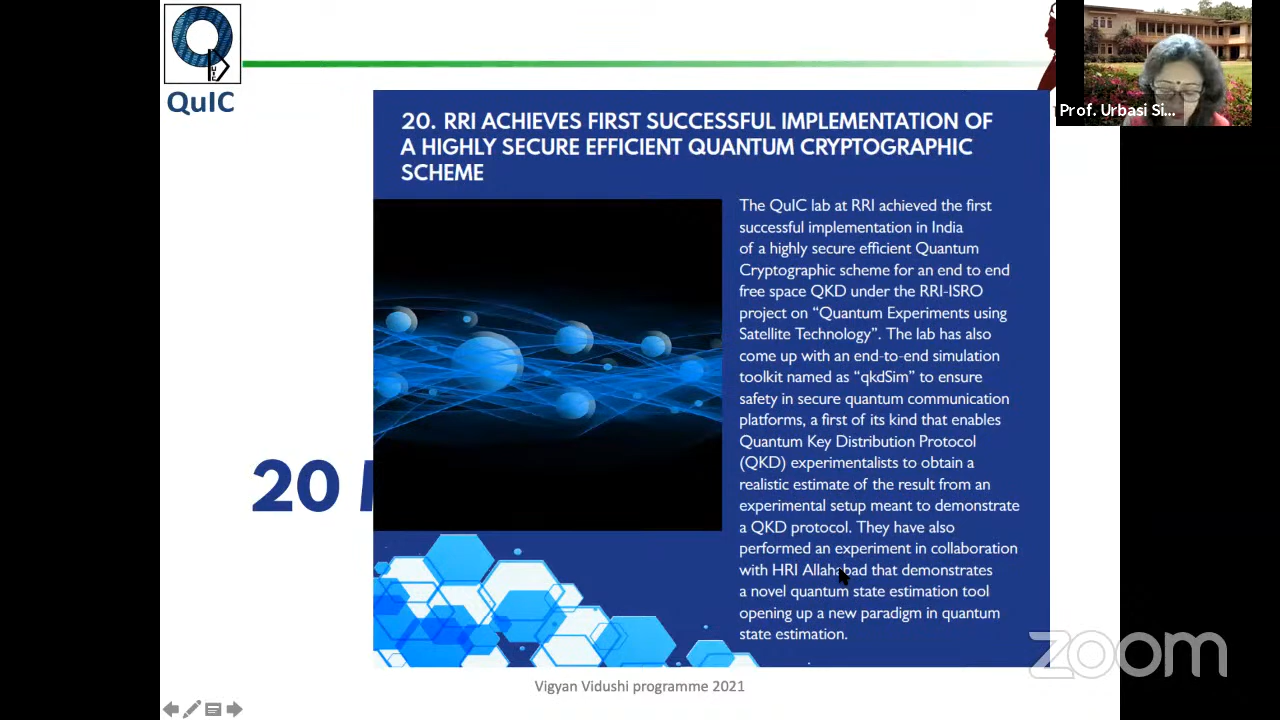 QuIC
Prof. Urbasi Si...
20. RRI ACHIEVES FIRST SUCCESSFUL IMPLEMENTATION OF
A HIGHLY SECURE EFFICIENT QUANTUM CRYPTOGRAPHIC
SCHEME
The QuIC lab at RRI achieved the first
successful implementation in India
of a highly secure efficient Quantum
Cryptographic scheme for an end to end
free space QKD under the RRI-ISRO
project on “Quantum Experiments using
Satellite Technology”. The lab has also
come up with an end-to-end simulation
toolkit named as “qkdSim” to ensure
safety in secure quantum communication
platforms, a first of its kind that enables
Quantum Key Distribution Protocol
(QKD) experimentalists to obtain a
realistic estimate of the result from an
experimental setup meant to demonstrate
a QKD protocol. They have also
performed an experiment in collaboration
with HRI Allahabad that demonstrates
a novel quantum state estimation tool
opening up a new paradigm in quantum
state estimation.
20
zoom
Vigyan Vidushi programme 2021